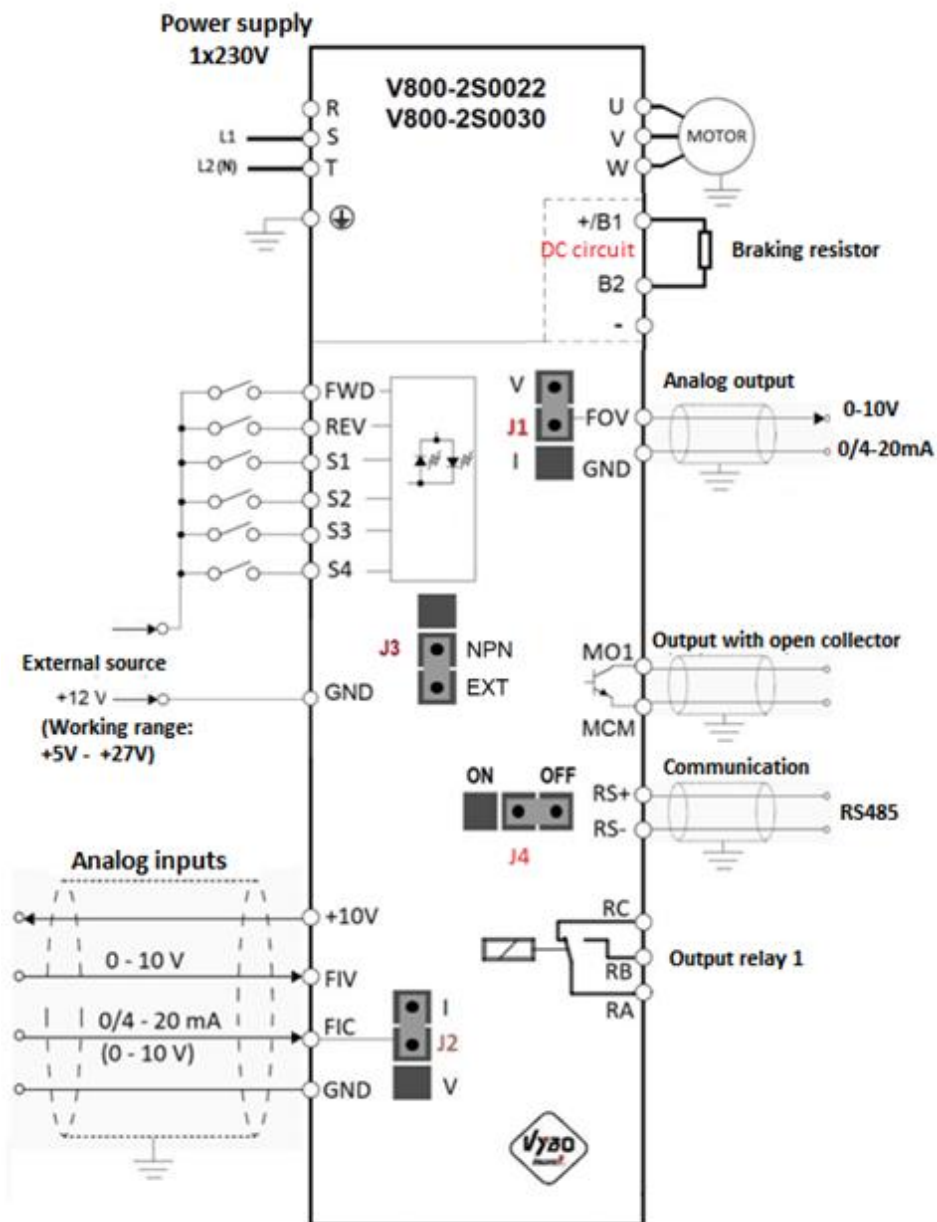 Power supply
1x230V
V800-2S0022
V800-2S0030
R
L1
S
L2 (N)
T
U
V
W
MOTOR
+/B1
DC circuit
B2
-
Braking resistor
FWD
REV
S1
S2
S3
S4
V
J1
I
FOV
GND
Analog output
0-10V
0/4-20mA
J3
NPN
EXT
External source
+12 V
GND
(Working range:
+5V - +27V)
MO1
MCM
Output with open collector
ON
OFF
J4
RS+
RS-
Communication
RS485
Analog inputs
+10V
0 - 10 V
FIV
0/4 - 20 mA
(0 - 10 V)
FIC
GND
I
J2
V
RC
RB
RA
Output relay 1
VYBO